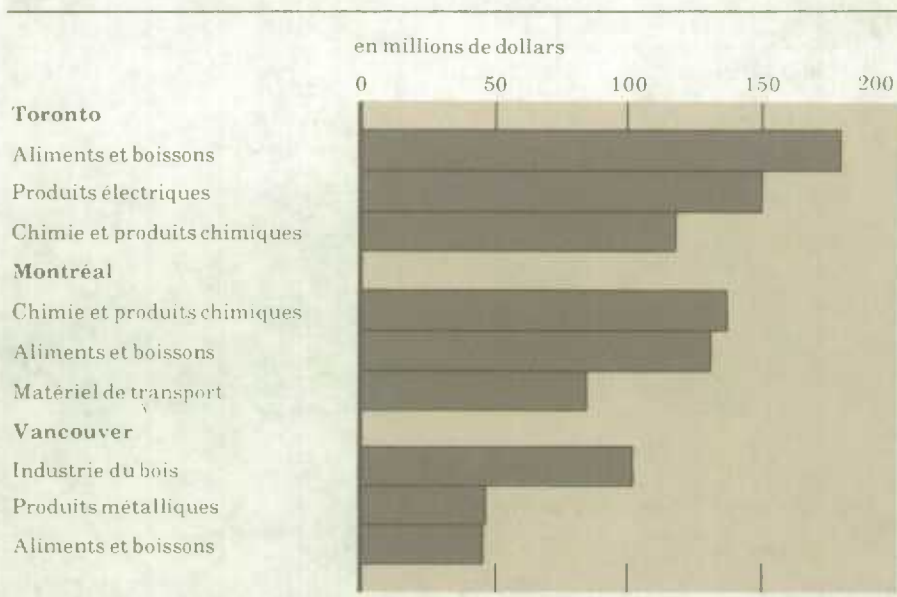 en millions de dollars
0 50 100 150 200
Toronto
Aliments et boissons
Produits électriques
Chimie et produits chimiques
Montréal
Chimie et produits chimiques
Aliments et boissons
Matériel de transport
Vancouver
Industrie du bois
Produits métalliques
Aliments et boissons